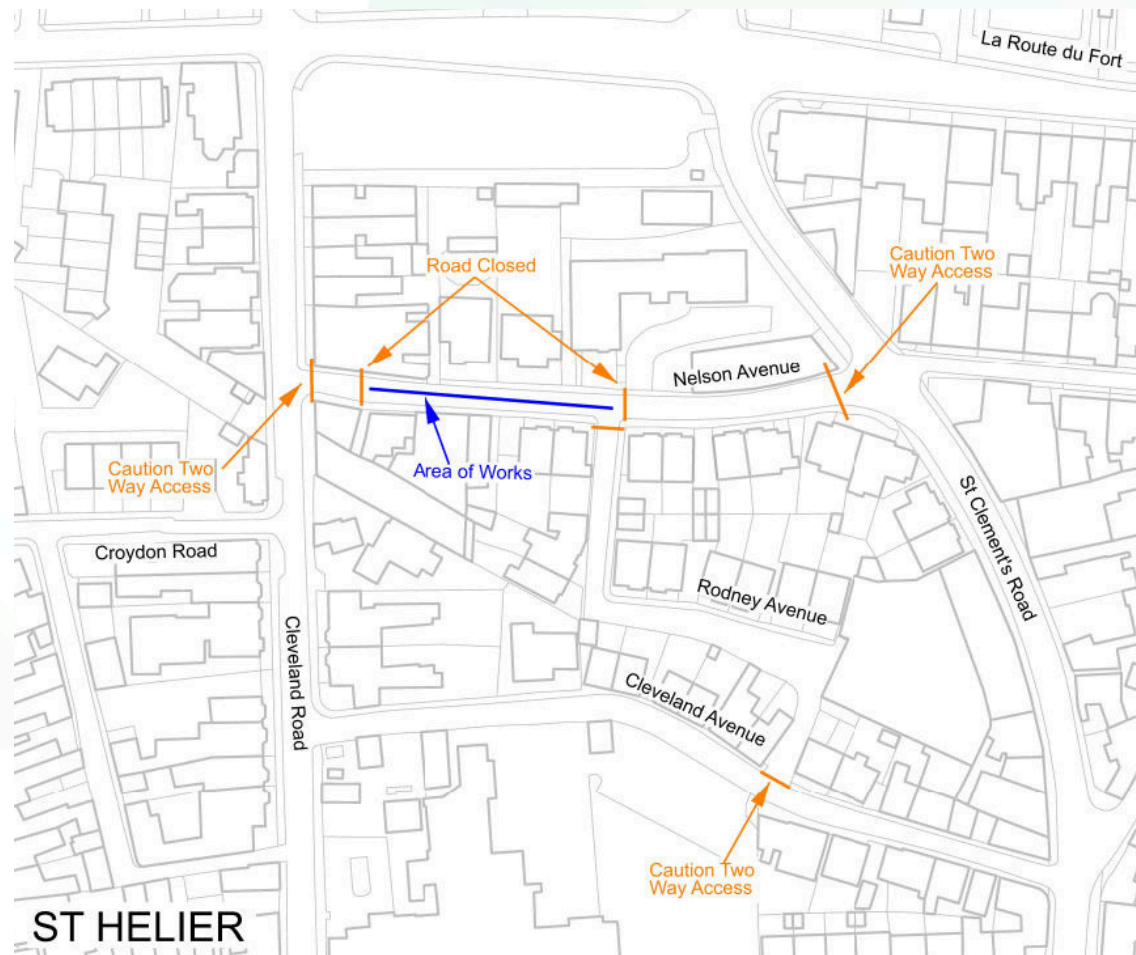 La Route du Fort
Caution Two
Way Access
Road Closed
Nelson Avenue
Caution Two
Way Access
Area of Works
St Clement's Road
Croydon Road
Rodney Avenue
Cleveland Road
Cleveland Avenue
Caution Two
Way Access
ST HELIER